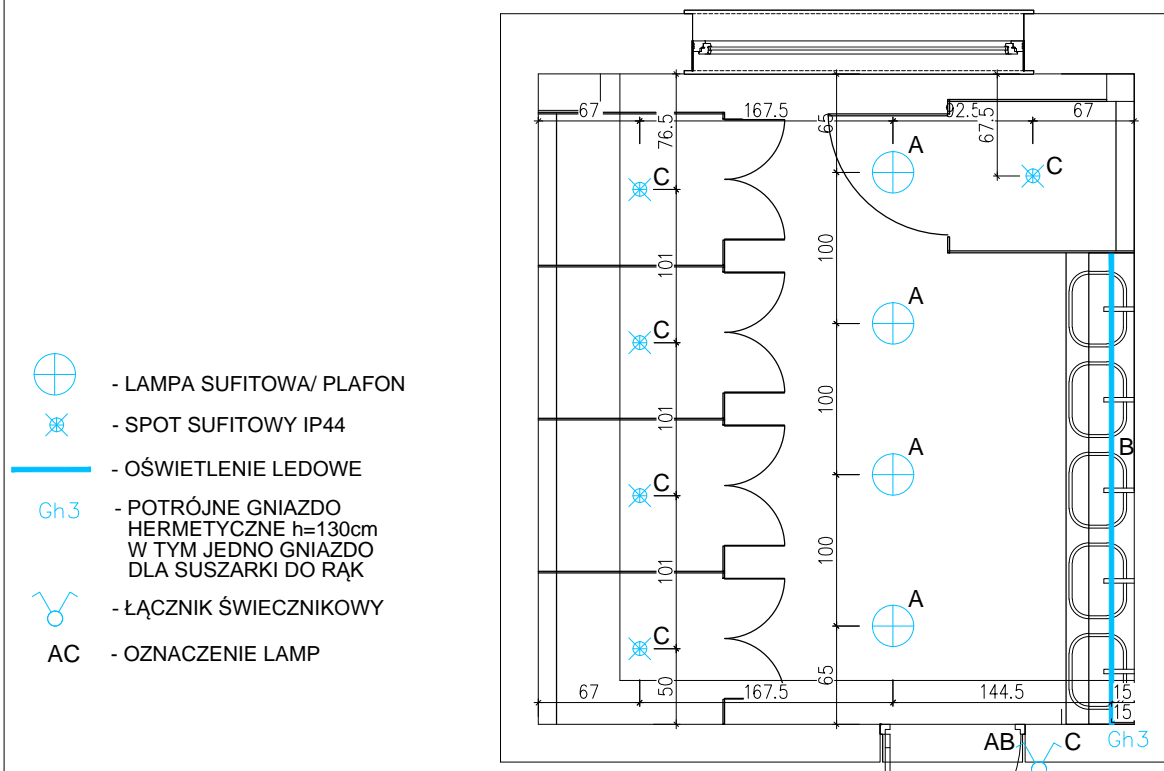 67
167.5
92.5
67
76.5
65
67.5
A
C
C
101
100
A
C
101
100
A
B
C
101
100
A
C
50
65
67
167.5
144.5
15
15
AB
C
Gh3
- LAMPA SUFITOWA/ PLAFON
- SPOT SUFITOWY IP44
- OŚWIETLENIE LEDOWE
Gh3 - POTRÓJNE GNIAZDO
HERMETYCZNE h=130cm
W TYM JEDNO GNIAZDO
DLA SUSZARKI DO RĄK
- ŁĄCZNIK ŚWIECZNIKOWY
AC - OZNACZENIE LAMP